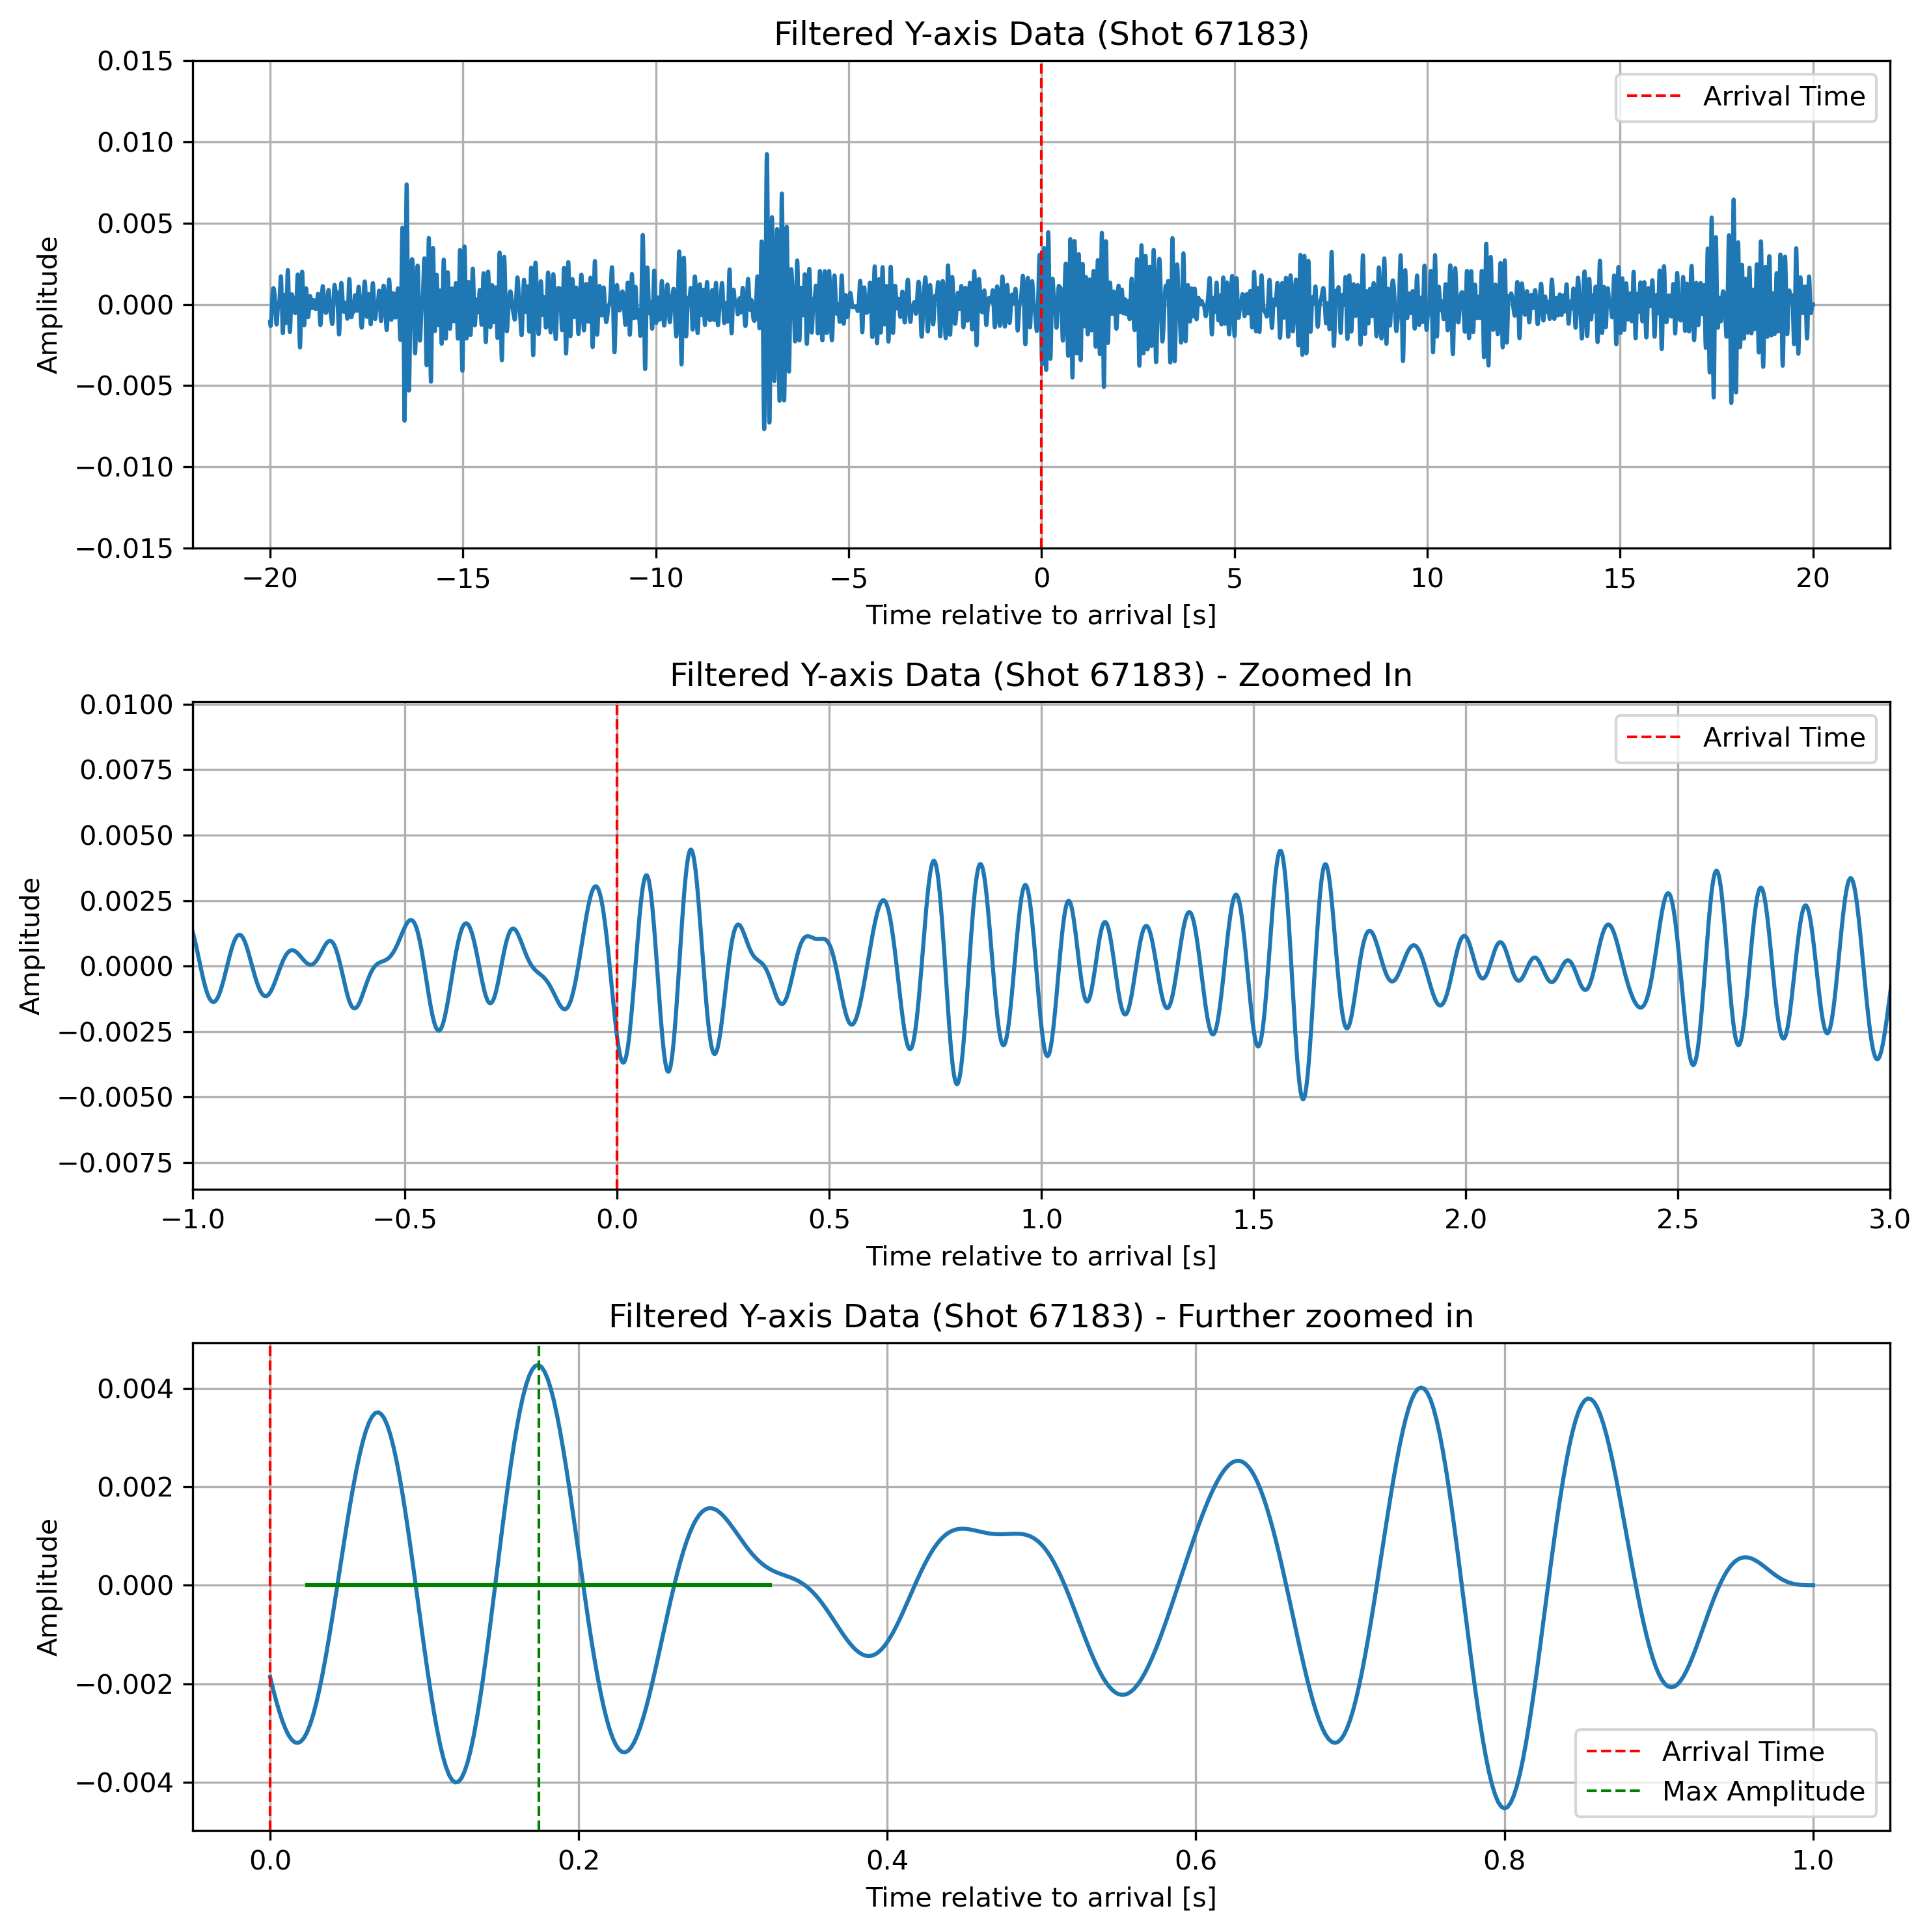 Filtered Y-axis Data (Shot 67183)
0.015
0.010
0.005
0.000
−0.005
−0.010
−0.015
Amplitude
Arrival Time
−20 −15 −10 −5 0 5 10 15 20
Time relative to arrival [s]
Filtered Y-axis Data (Shot 67183) - Zoomed In
0.0100
0.0075
0.0050
0.0025
0.0000
−0.0025
−0.0050
−0.0075
Amplitude
Arrival Time
−1.0 −0.5 0.0 0.5 1.0 1.5 2.0 2.5 3.0
Time relative to arrival [s]
Filtered Y-axis Data (Shot 67183) - Further zoomed in
0.004
0.002
0.000
−0.002
−0.004
Amplitude
Arrival Time
Max Amplitude
0.0 0.2 0.4 0.6 0.8 1.0
Time relative to arrival [s]